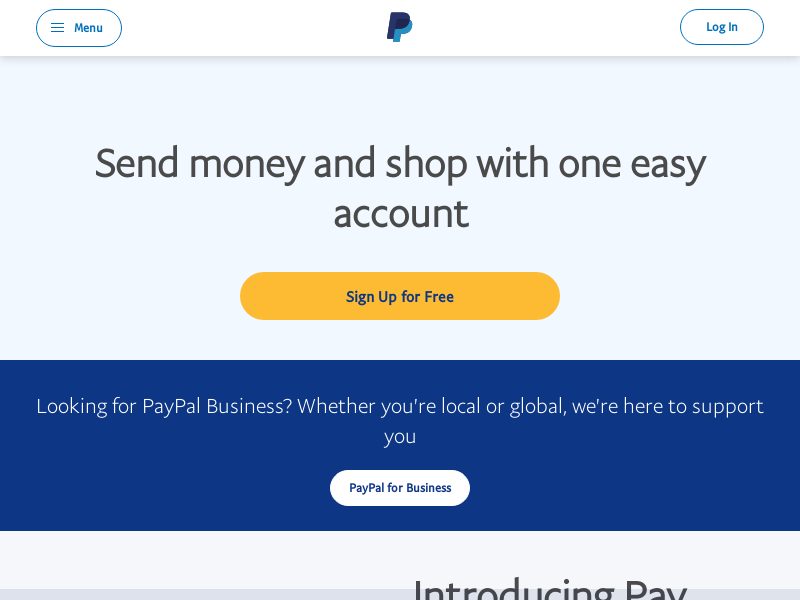 Menu
Log In
Send money and shop with one easy
account
Sign Up for Free
Looking for PayPal Business? Whether you're local or global, we're here to support
you
PayPal for Business
Introducing Pay